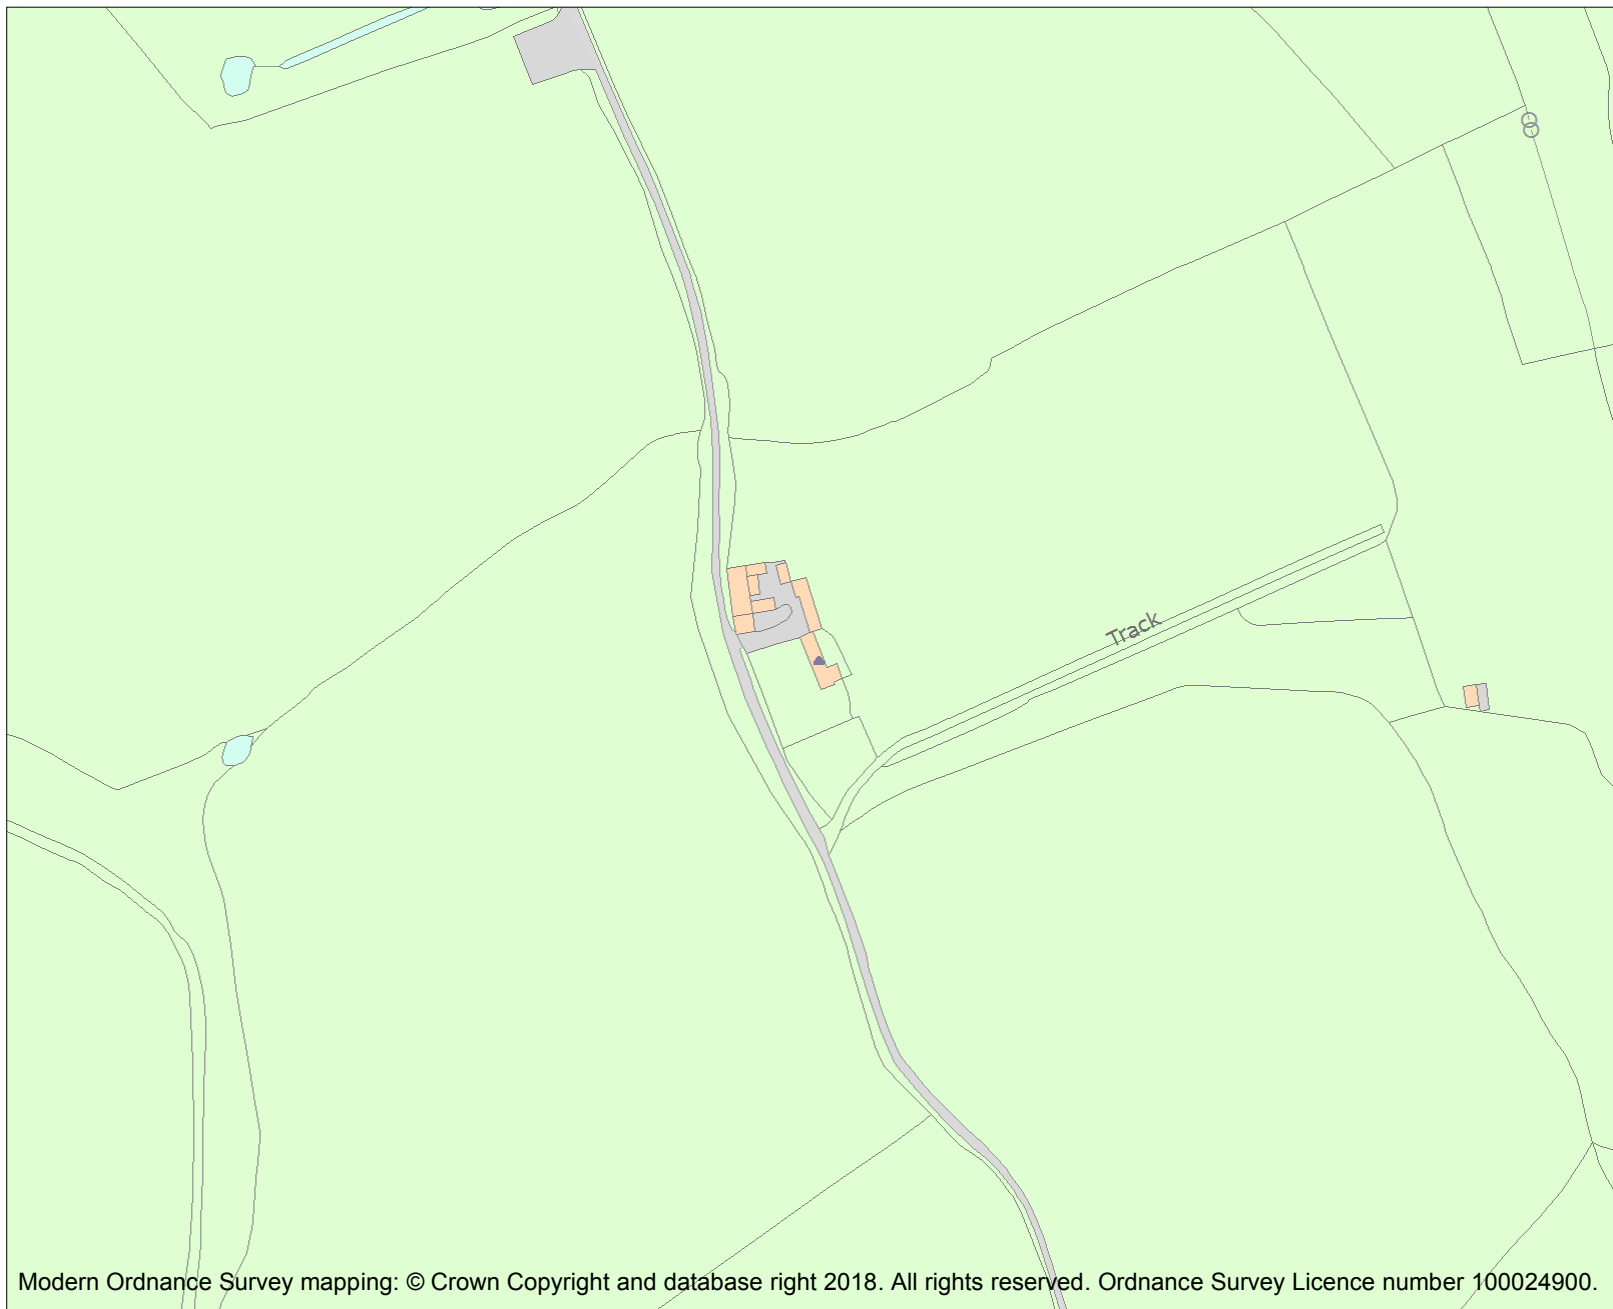 Track
Modern Ordnance Survey mapping: © Crown Copyright and database right 2018. All rights reserved. Ordnance Survey Licence number 100024900.